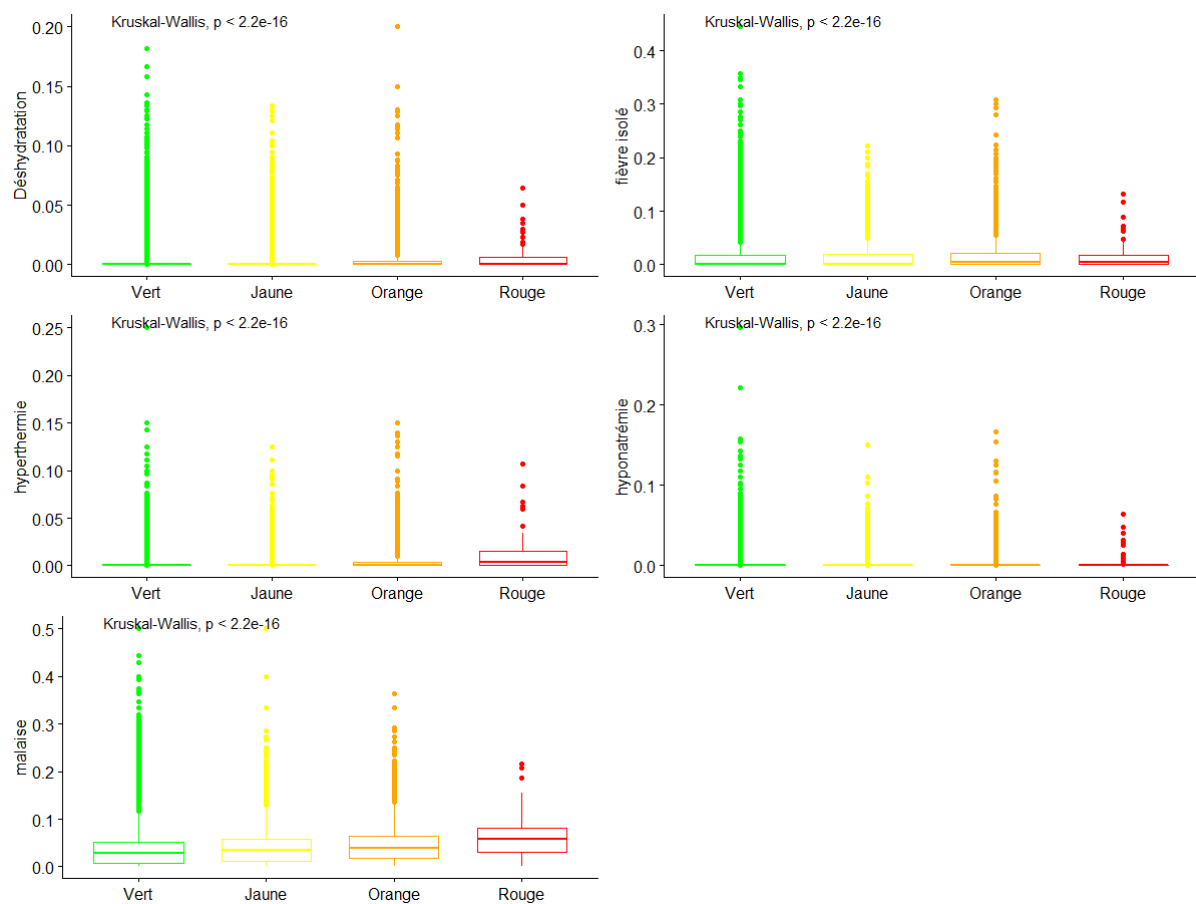 Kruskal-Wallis, p < 2.2e-16
Déshydratation
0.20
0.15
0.10
0.05
0.00
Vert Jaune Orange Rouge
Kruskal-Wallis, p < 2.2e-16
fièvre isolé
0.4
0.3
0.2
0.1
0.0
Vert Jaune Orange Rouge
Kruskal-Wallis, p < 2.2e-16
hyperthermie
0.25
0.20
0.15
0.10
0.05
0.00
Vert Jaune Orange Rouge
Kruskal-Wallis, p < 2.2e-16
hyponatrémie
0.3
0.2
0.1
0.0
Vert Jaune Orange Rouge
Kruskal-Wallis, p < 2.2e-16
malaise
0.5
0.4
0.3
0.2
0.1
0.0
Vert Jaune Orange Rouge